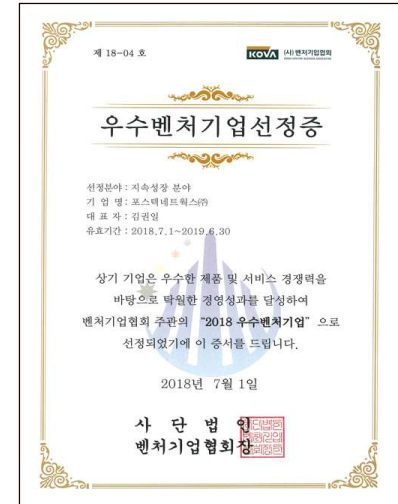 제 18-04 호
KOVA (사) 벤처기업협회
우수벤처기업선정증
선정분야 : 지속성장 분야
기 업 명 : 포스텍네트웍스㈜
대 표 자 : 김권일
유효기간 : 2018.7.1~2019.6.30
상기 기업은 우수한 제품 및 서비스 경쟁력을
바탕으로 탁월한 경영성과를 달성하여
벤처기업협회 주관의 “2018 우수벤처기업” 으로
선정되었기에 이 증서를 드립니다.
2018년 7월 1일
사 단 법 인
벤처기업협회장